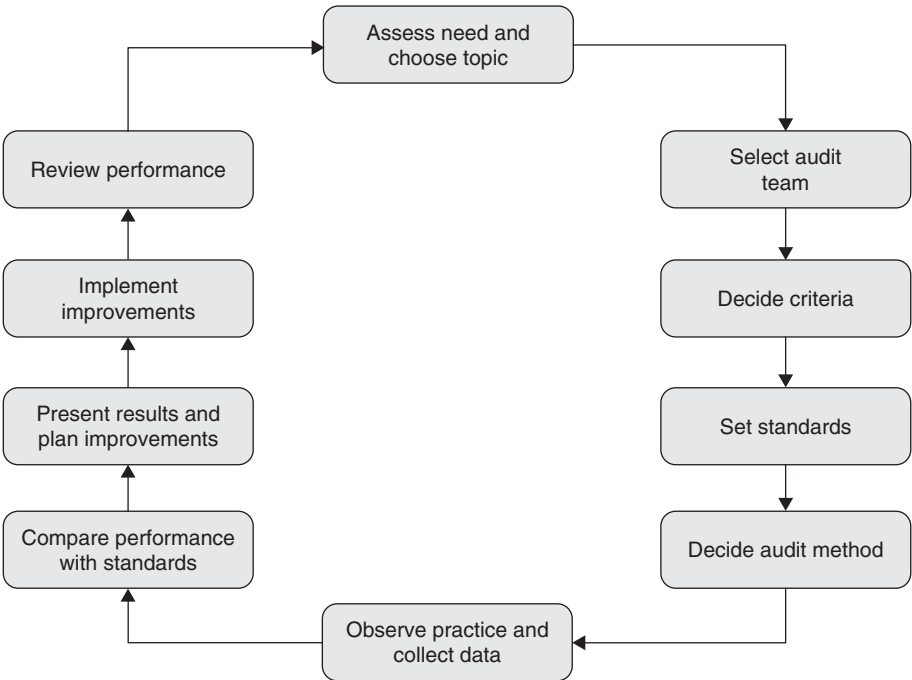 Assess need and
choose topic
Select audit
team
Decide criteria
Set standards
Decide audit method
Observe practice and
collect data
Compare performance
with standards
Present results and
plan improvements
Implement
improvements
Review performance